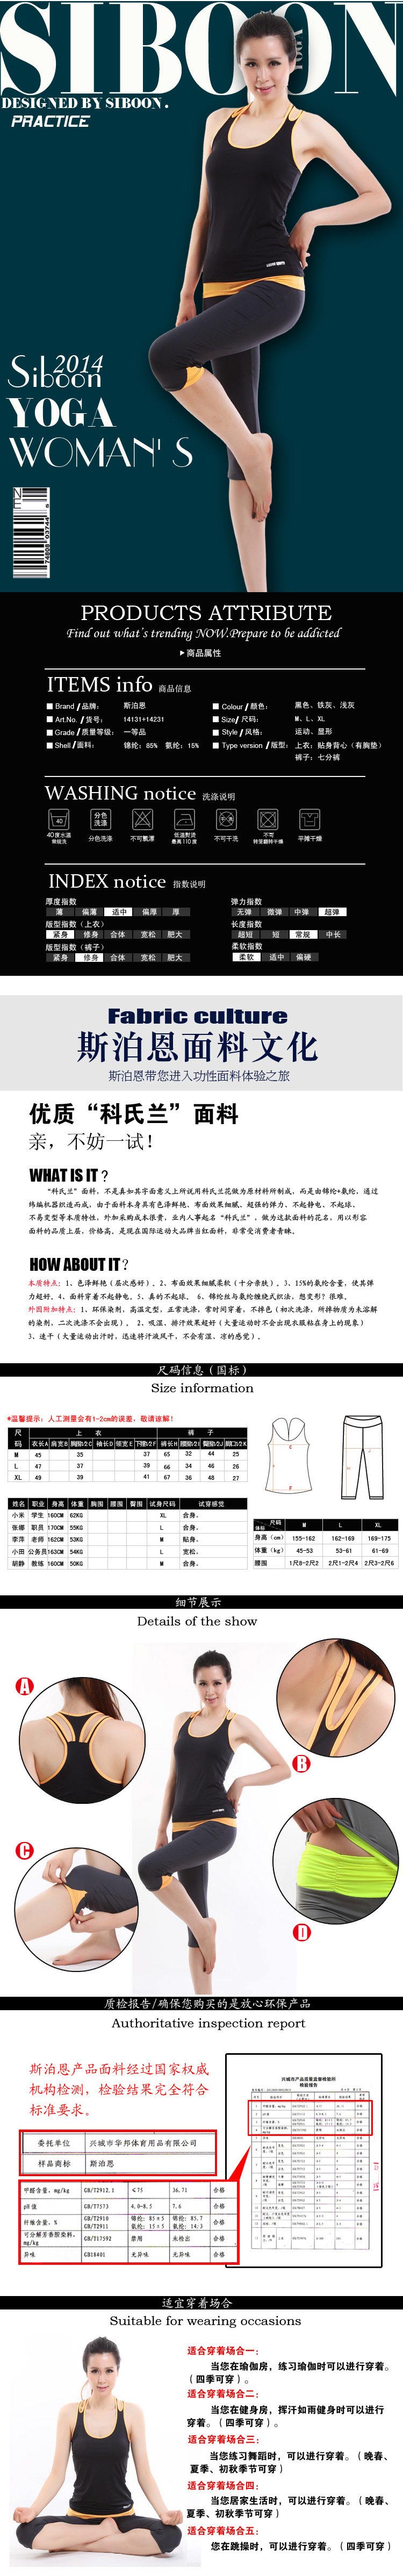 SIBOON
YOGA
DESIGNED BY SIBOON.
PRACTICE
2014
Siboon
YOGA
WOMAN'S
PRODUCTS ATTRIBUTE
Find out what's trending NOW.Prepare to be addicted
▶商品属性
ITEMS info 商品信息
■ Brand / 品牌: 斯泊恩
■ Colour / 颜色: 黑色、铁灰、浅灰
■ Art.No. / 货号: 14131+14231
■ Size / 尺码: M、L、XL
■ Grade / 质量等级: 一等品
■ Style / 风格: 运动、显形
■ Shell / 面料: 锦纶: 85% 氨纶: 15%
■ Type version / 版型: 上衣: 贴身背心 (有胸垫)
裤子: 七分裤
WASHING notice 洗涤说明
40
分色
洗涤
40度水温
常规洗
分色洗涤
不可氯漂
低温熨烫
最高110度
不可干洗
不可
转笼翻转干燥
平摊干燥
INDEX notice 指数说明
厚度指数
薄 偏薄 适中 偏厚 厚
弹力指数
无弹 微弹 中弹 超弹
版型指数 (上衣)
紧身 修身 合体 宽松 肥大
长度指数
超短 短 常规 中长
版型指数 (裤子)
紧身 修身 合体 宽松 肥大
柔软指数
柔软 适中 偏硬
Fabric culture
斯泊恩面料文化
斯泊恩带您进入功性面料体验之旅
优质“科氏兰”面料
亲, 不妨一试!
WHAT IS IT?
“科氏兰”面料, 不是真如其字面意义上所说用科氏兰花做为原材料所制成, 而是由锦纶+氨纶、通过
纬编机器织造而成, 由于面料本身具有色泽鲜艳、布面效果细腻、超强的弹力、不起静电、不起球、
不易变型等本质特性, 外加采购成本很贵, 业内人事起名“科氏兰”, 做为这款面料的花名, 用以形容
面料的品质上层, 价格高, 是现在国际运动大品牌当红面料, 非常受消费者青睐。
HOW ABOUT IT?
本质特点: 1、色泽鲜艳 (层次感好)。2、布面效果细腻柔软 (十分亲肤)。3、15%的氨纶含量, 使其弹
力超好。4、面料穿着不起静电。5、真的不起球。 6、锦纶丝与氨纶缠绕式织法, 想变形? 很难。
外围附加特点: 1、环保染剂, 高温定型, 正常洗涤, 常时间穿着, 不掉色 (初次洗涤, 所掉物质为未溶解
的染剂, 二次洗涤不会出现)。 2、吸湿、排汗效果超好 (大量运动时不会出现衣服粘在身上的现象)
3、速干 (大量运动出汗时, 迅速将汗液风干, 不会有湿、凉的感觉)。
尺码信息 (国标)
Size information
*温馨提示: 人工测量会有1-2cm的误差, 敬请谅解!
尺码 上 衣 裤 子
M 45 35 37 65 32 44 25
L 47 37 39 66 34 46 26
XL 49 39 41 67 36 48 27
姓名 职业 身高 体重 胸围 腰围 臀围 试身尺码 试穿感觉
小米 学生 160CM 62KG XL 合身。
张娜 职员 170CM 55KG L 合身。
李萍 老师 162CM 53KG M 贴身。
小田 公务员 163CM 54KG L 宽松。
胡静 教练 160CM 50KG M 合身。
尺码 体标 M L XL
身高 (cm) 155-162 162-169 169-175
体重 (kg) 45-53 53-61 61-69
腰围 1尺8-2尺2 2尺1-2尺4 2尺3-2尺6
细节展示
Details of the show
A
B
C
D
质检报告/确保您购买的是放心环保产品
Authoritative inspection report
斯泊恩产品面料经过国家权威
机构检测, 检验结果完全符合
标准要求。
兴城市产品质量监督检验所
检验报告
委托单位 兴城市华邦体育用品有限公司
样品商标 斯泊恩
甲醛含量, mg/kg GB/T2912.1 ≤75 36.71 合格
pH值 GB/T7573 4.0-8.5 7.6 合格
纤维含量, % GB/T2910 GB/T2911 锦纶: 85±5 氨纶: 15±5 锦纶: 85.7 氨纶: 14.3 合格
可分解芳香胺染料, mg/kg GB/T17592 禁用 未检出 合格
异味 GB18401 无异味 无异味 合格
适宜穿着场合
Suitable for wearing occasions
适合穿着场合一:
当您在瑜伽房, 练习瑜伽时可以进行穿着。
(四季可穿)。
适合穿着场合二:
当您在健身房, 挥汗如雨健身时可以进行
穿着。(四季可穿)。
适合穿着场合三:
当您练习舞蹈时, 可以进行穿着。(晚春、
夏季、初秋季节可穿)
适合穿着场合四:
当您居家生活时, 可以进行穿着。(晚春、
夏季、初秋季节可穿)
适合穿着场合五:
您在跳操时, 可以进行穿着。(四季可穿)